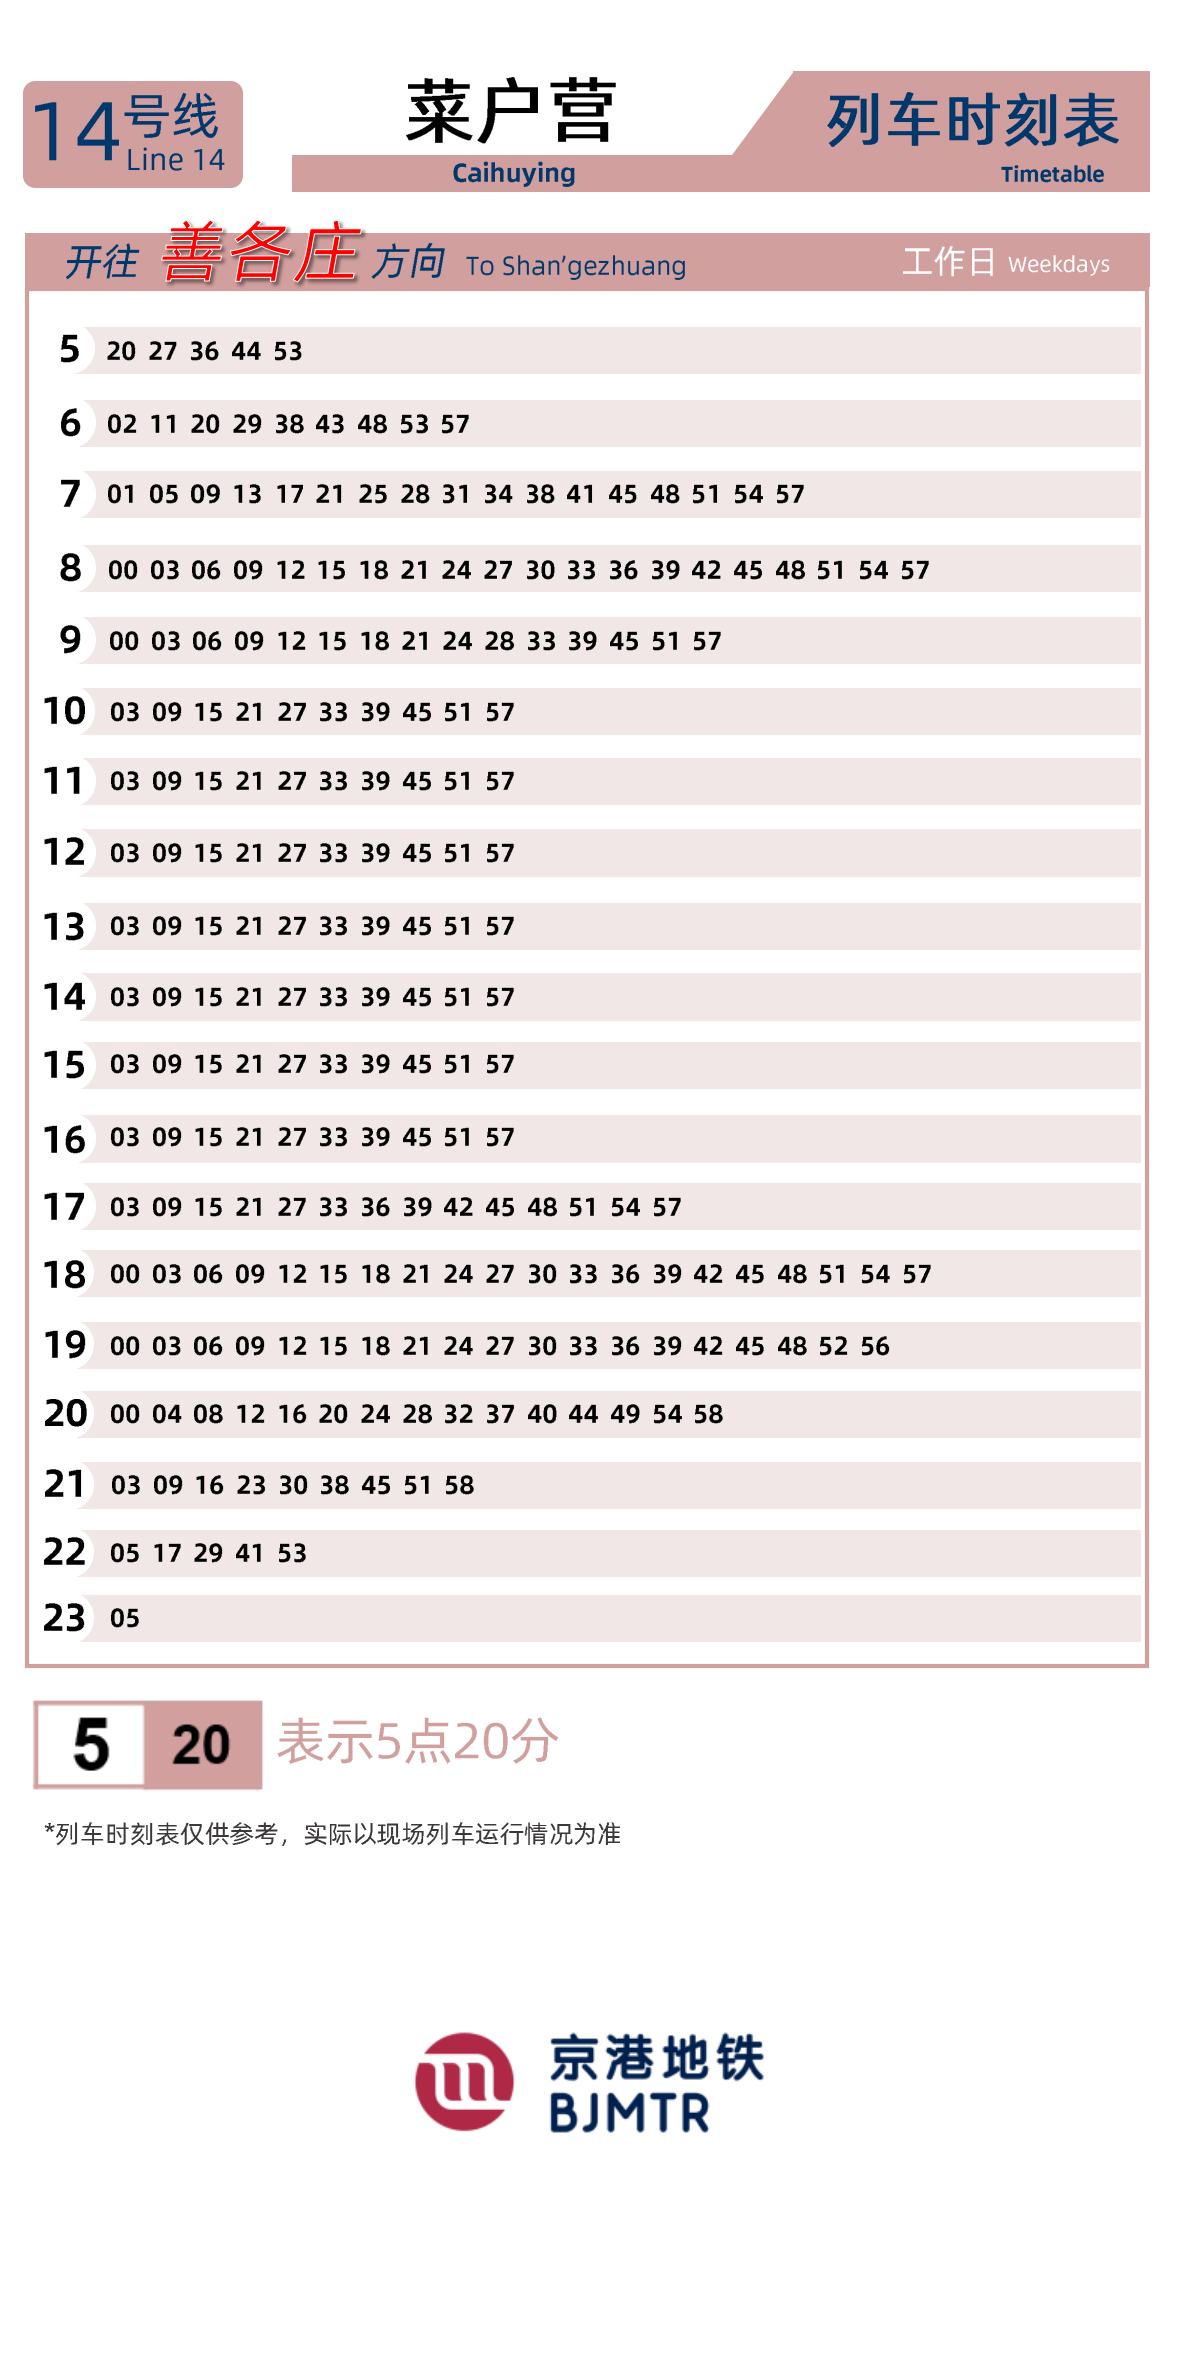 14号线
Line 14
菜户营
Caihuying
列车时刻表
Timetable
开往 善各庄 方向 To Shan’gezhuang 工作日 Weekdays
5 20 27 36 44 53
6 02 11 20 29 38 43 48 53 57
7 01 05 09 13 17 21 25 28 31 34 38 41 45 48 51 54 57
8 00 03 06 09 12 15 18 21 24 27 30 33 36 39 42 45 48 51 54 57
9 00 03 06 09 12 15 18 21 24 28 33 39 45 51 57
10 03 09 15 21 27 33 39 45 51 57
11 03 09 15 21 27 33 39 45 51 57
12 03 09 15 21 27 33 39 45 51 57
13 03 09 15 21 27 33 39 45 51 57
14 03 09 15 21 27 33 39 45 51 57
15 03 09 15 21 27 33 39 45 51 57
16 03 09 15 21 27 33 39 45 51 57
17 03 09 15 21 27 33 36 39 42 45 48 51 54 57
18 00 03 06 09 12 15 18 21 24 27 30 33 36 39 42 45 48 51 54 57
19 00 03 06 09 12 15 18 21 24 27 30 33 36 39 42 45 48 52 56
20 00 04 08 12 16 20 24 28 32 37 40 44 49 54 58
21 03 09 16 23 30 38 45 51 58
22 05 17 29 41 53
23 05
5 20 表示5点20分
*列车时刻表仅供参考，实际以现场列车运行情况为准
京港地铁
BJMTR